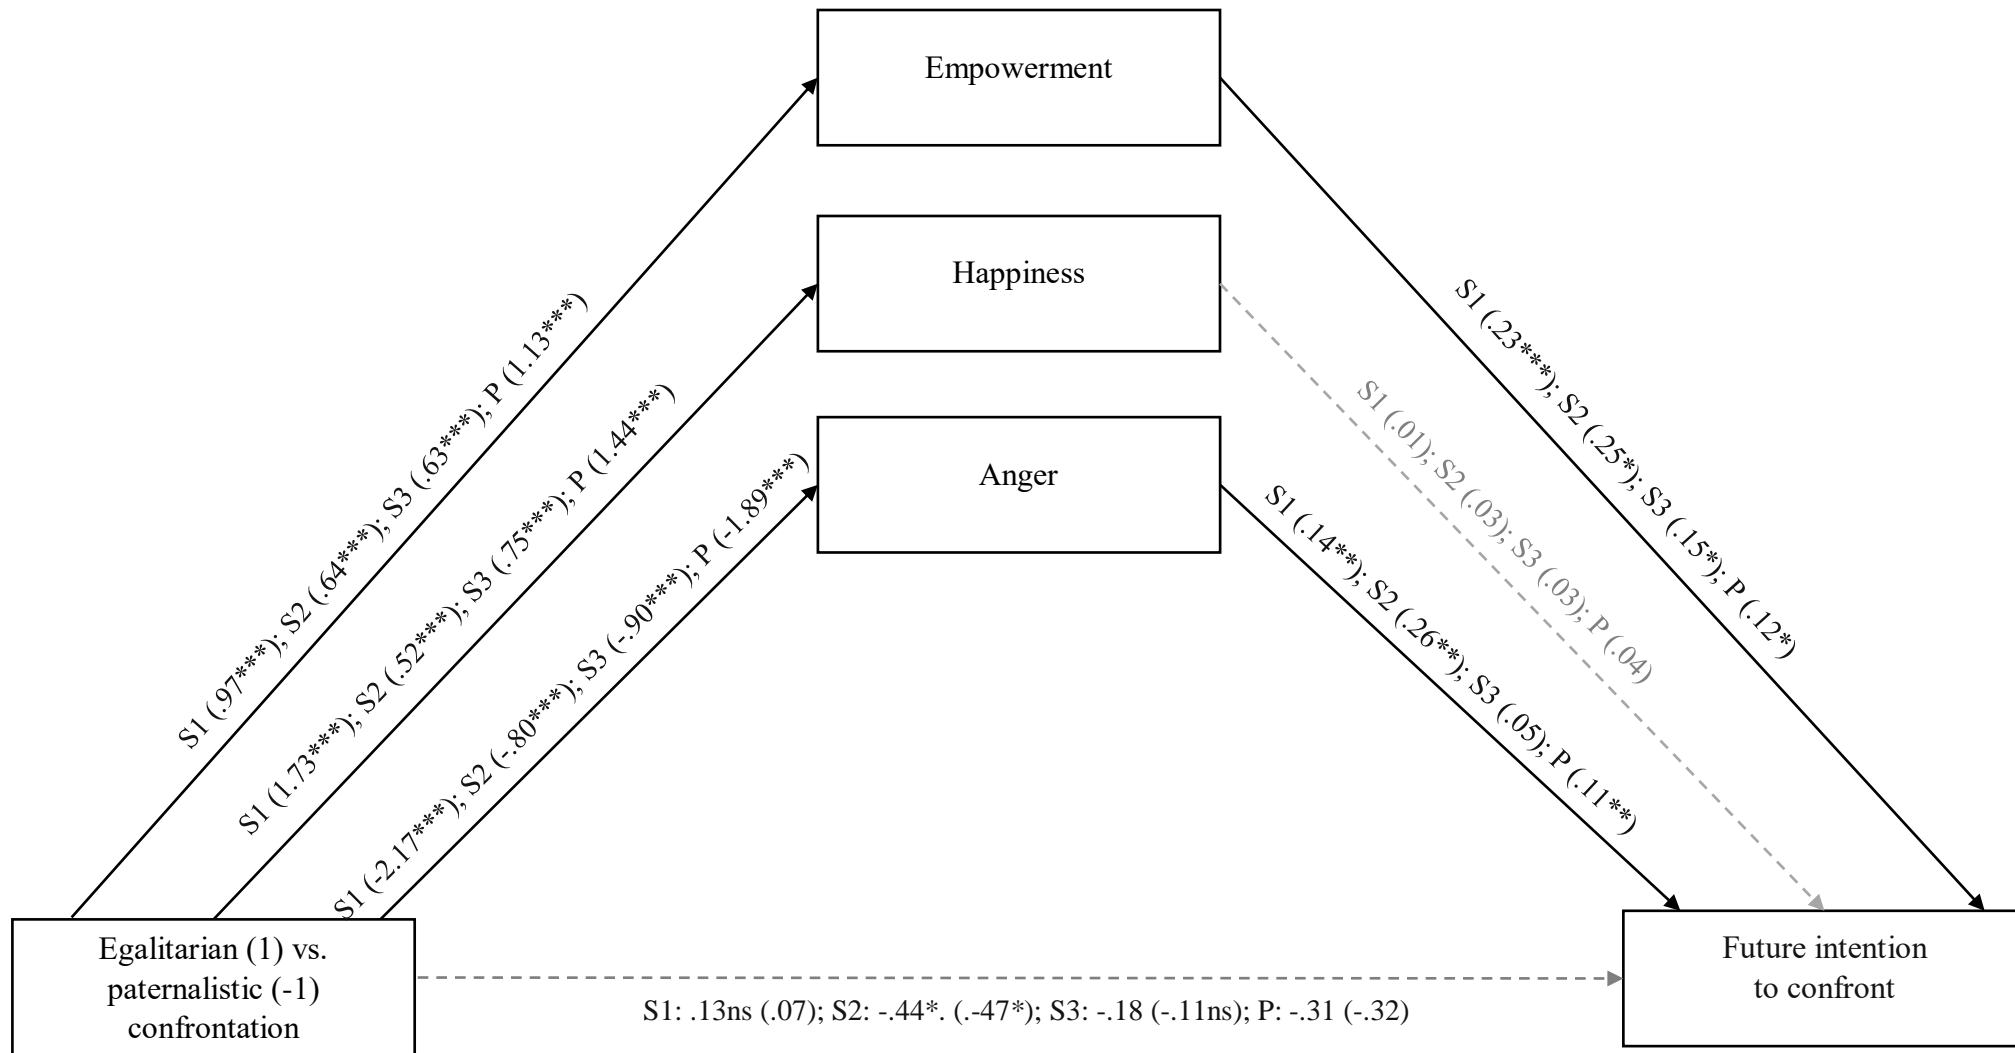 Empowerment
Happiness
Anger
S1 (.97***); S2 (.64***); S3 (.63***); P (1.13***)
S1 (1.73***); S2 (.52***); S3 (.75***); P (1.44***)
S1 (-2.17***); S2 (-.80***); S3 (-.90***); P (-1.89***)
S1 (.23***); S2 (.25*); S3 (.15*); P (.12*)
S1 (.01); S2 (.03); S3 (.03); P (.04)
S1 (.14**); S2 (.26**); S3 (.05); P (.11**)
Egalitarian (1) vs.
paternalistic (-1)
confrontation
Future intention
to confront
S1: .13ns (.07); S2: -.44*. (.-47*); S3: -.18 (-.11ns); P: -.31 (-.32)